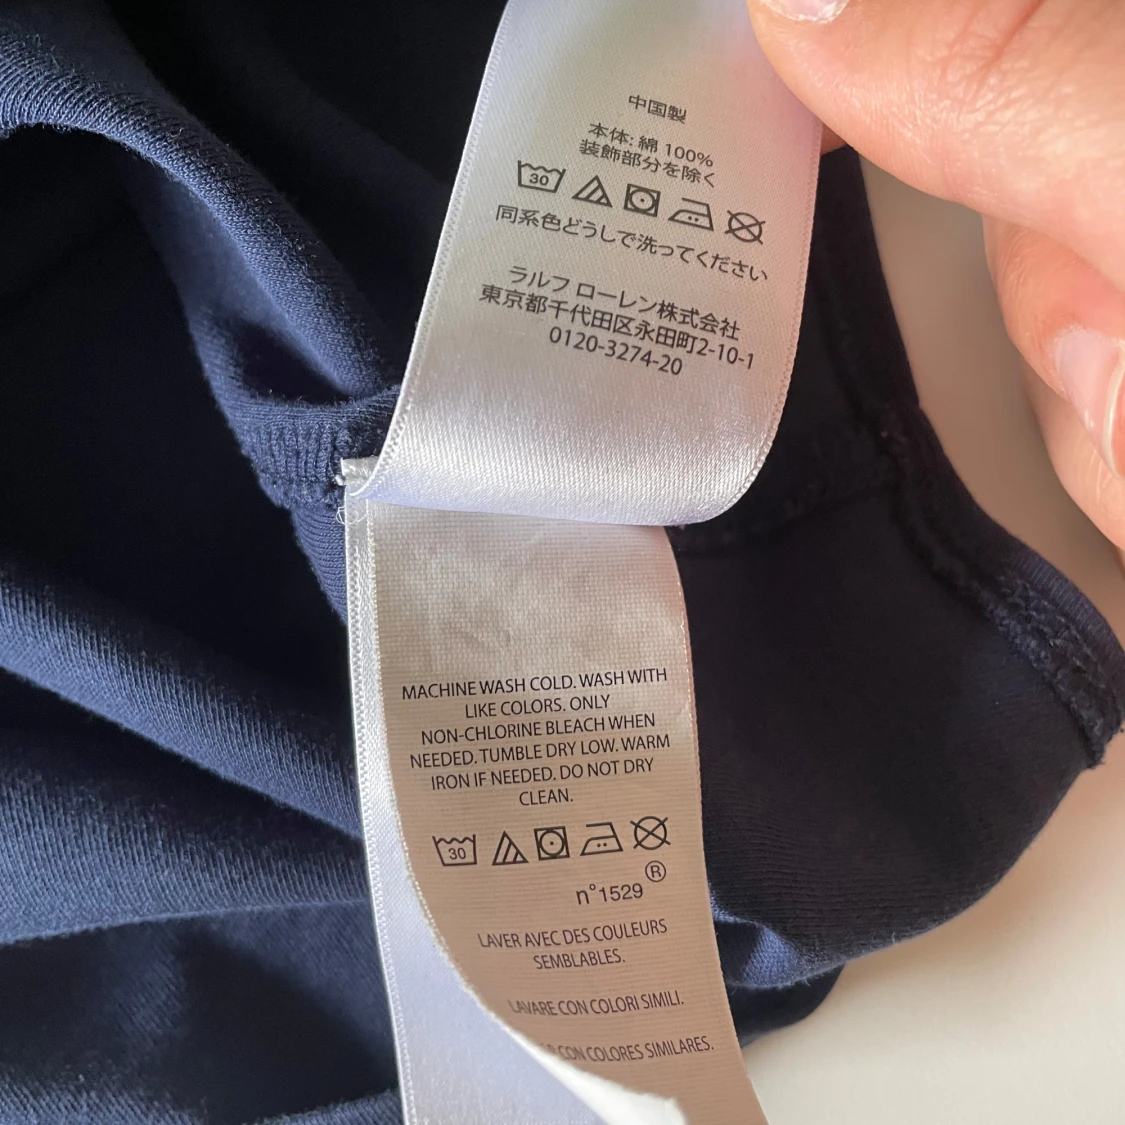 中国製
本体: 綿 100%
装飾部分を除く
30
同系色どうしで洗ってください
ラルフ ローレン株式会社
東京都千代田区永田町2-10-1
0120-3274-20
MACHINE WASH COLD. WASH WITH
LIKE COLORS. ONLY
NON-CHLORINE BLEACH WHEN
NEEDED. TUMBLE DRY LOW. WARM
IRON IF NEEDED. DO NOT DRY
CLEAN.
30
®
n°1529
LAVER AVEC DES COULEURS
SEMBLABLES.
LAVARE CON COLORI SIMILI.
CON COLORES SIMILARES.